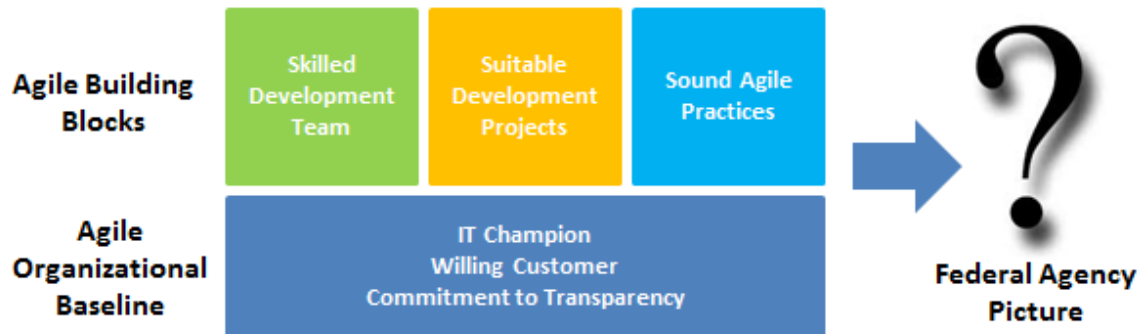 Agile Building
Blocks
Skilled
Development
Team
Suitable
Development
Projects
Sound Agile
Practices
?
Agile
Organizational
Baseline
IT Champion
Willing Customer
Commitment to Transparency
Federal Agency
Picture